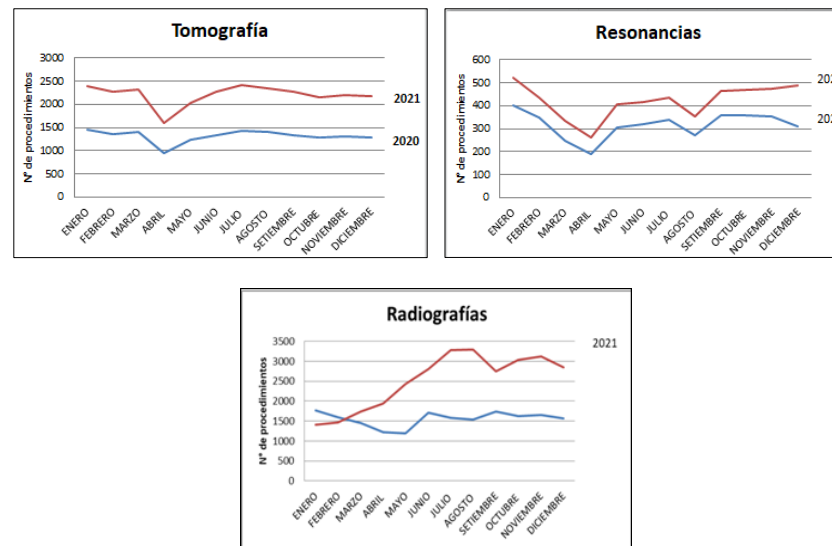 Tomografía
N° de procedimientos
3000
2500
2000
1500
1000
500
0
2021
2020
ENERO
FEBRERO
MARZO
ABRIL
MAYO
JUNIO
JULIO
AGOSTO
SETIEMBRE
OCTUBRE
NOVIEMBRE
DICIEMBRE
Resonancias
N° de procedimientos
600
500
400
300
200
100
0
ENERO
FEBRERO
MARZO
ABRIL
MAYO
JUNIO
JULIO
AGOSTO
SETIEMBRE
OCTUBRE
NOVIEMBRE
DICIEMBRE
Radiografías
N° de procedimientos
3500
3000
2500
2000
1500
1000
500
0
2021
ENERO
FEBRERO
MARZO
ABRIL
MAYO
JUNIO
JULIO
AGOSTO
SETIEMBRE
OCTUBRE
NOVIEMBRE
DICIEMBRE